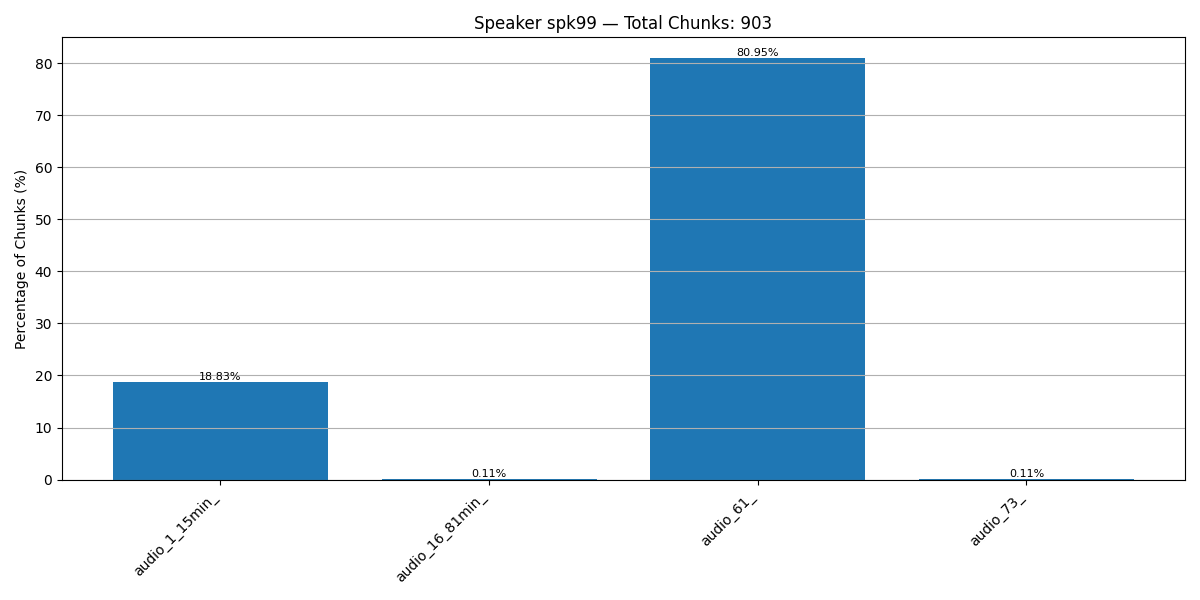 Speaker spk99 — Total Chunks: 903
Percentage of Chunks (%)
80
70
60
50
40
30
20
10
0
18.83%
0.11%
80.95%
0.11%
audio_1_15min_
audio_16_81min_
audio_61_
audio_73_